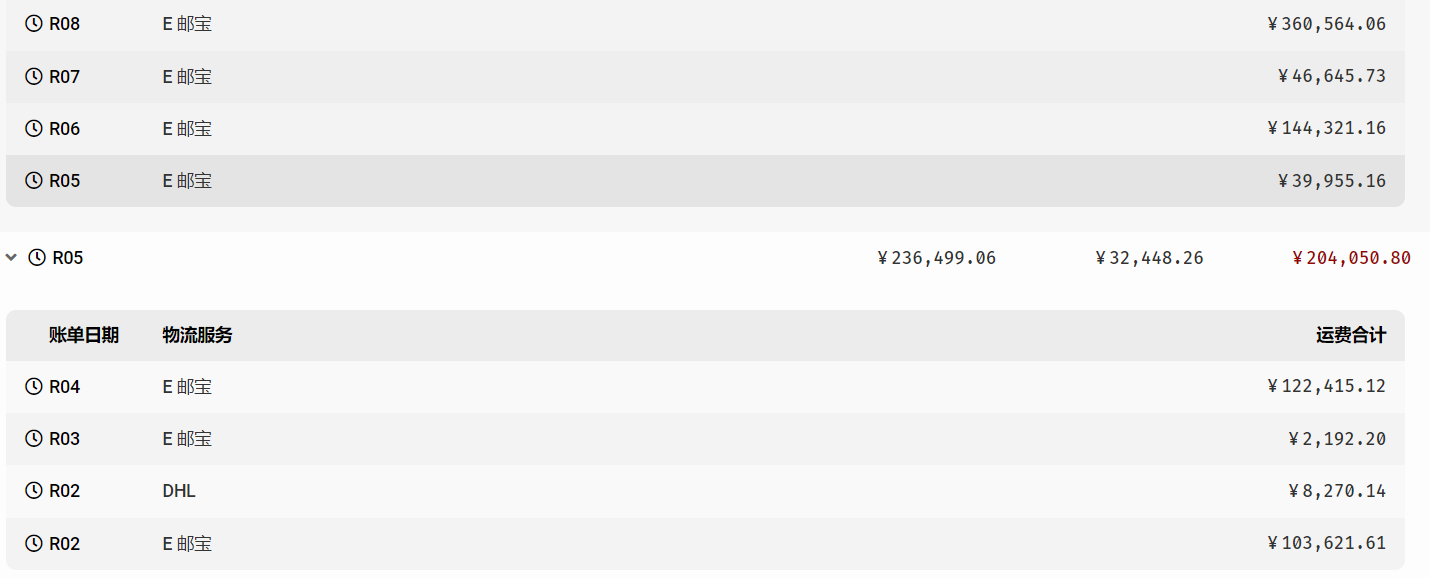 R08 E 邮宝 ¥360,564.06
R07 E 邮宝 ¥46,645.73
R06 E 邮宝 ¥144,321.16
R05 E 邮宝 ¥39,955.16
R05 ¥236,499.06 ¥32,448.26 ¥204,050.80
账单日期 物流服务 运费合计
R04 E 邮宝 ¥122,415.12
R03 E 邮宝 ¥2,192.20
R02 DHL ¥8,270.14
R02 E 邮宝 ¥103,621.61